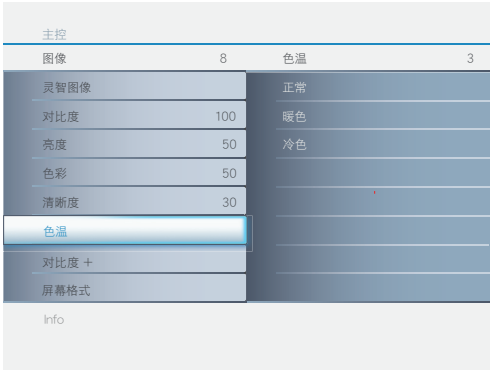 主控
图像 8 色温 3
灵智图像 正常
对比度 100 暖色
亮度 50 冷色
色彩 50
清晰度 30
色温
对比度 +
屏幕格式
Info